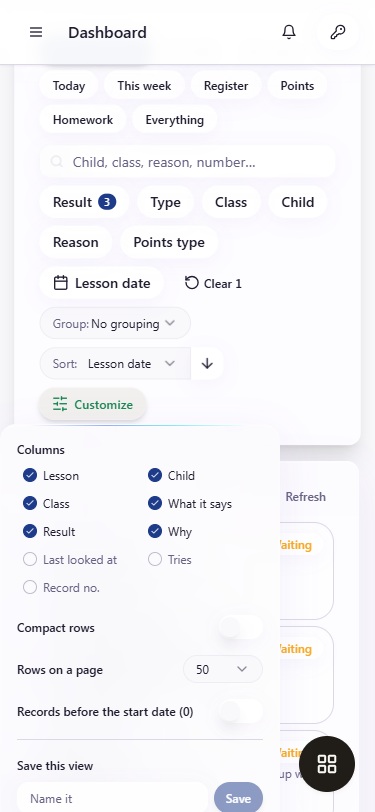 Dashboard
Today This week Register Points
Homework Everything
Child, class, reason, number...
Result 3 Type Class Child
Reason Points type
Lesson date Clear 1
Group: No grouping
Sort: Lesson date
Customize
Columns
Lesson Child
Class What it says
Result Why
Last looked at Tries
Record no.
Compact rows
Rows on a page 50
Records before the start date (0)
Save this view
Name it Save
Refresh